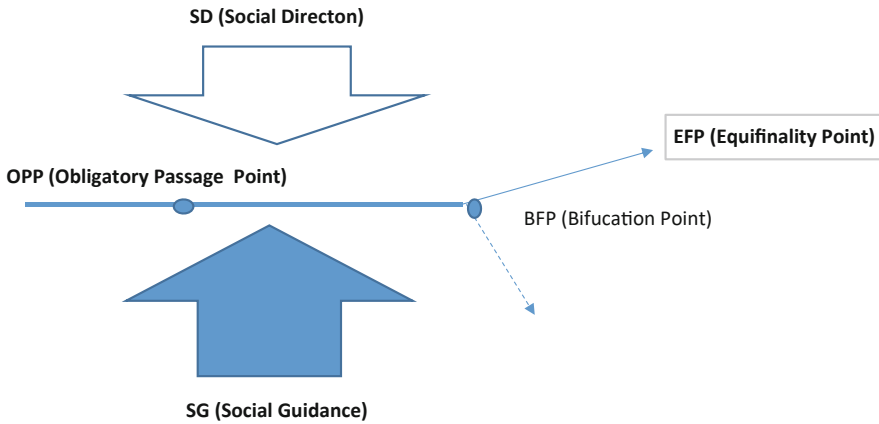 SD (Social Directon)
EFP (Equifinality Point)
OPP (Obligatory Passage Point)
BFP (Bifucation Point)
SG (Social Guidance)